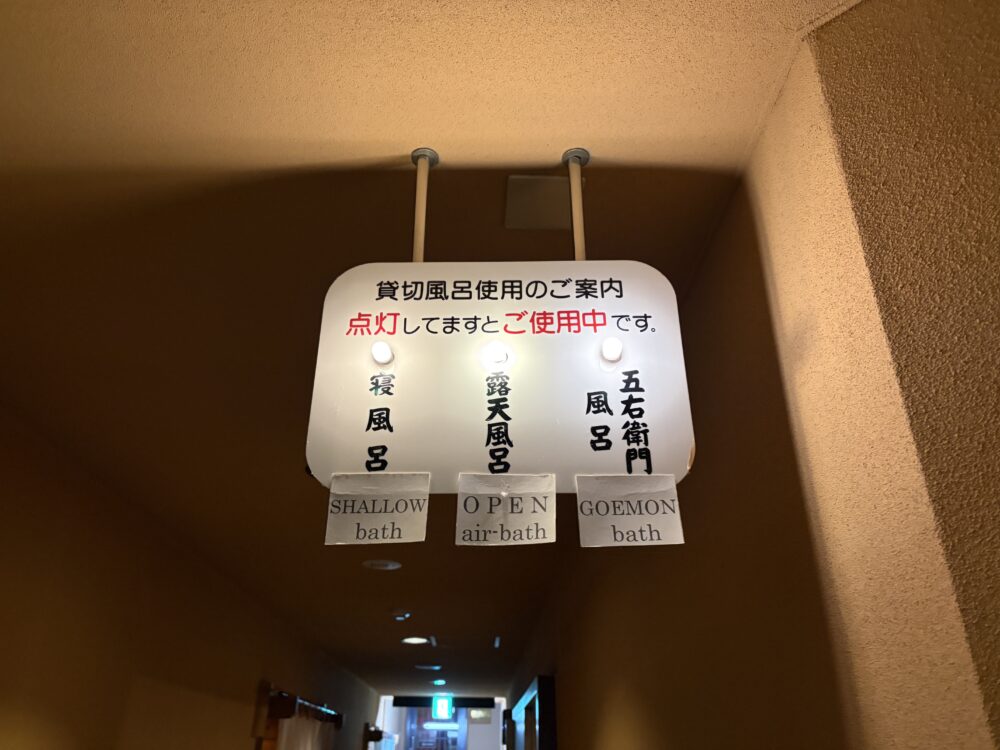 貸切風呂使用のご案内
点灯してますとご使用中です。
寝風呂
露天風呂
五右衛門
風呂
SHALLOW
bath
OPEN
air-bath
GOEMON
bath